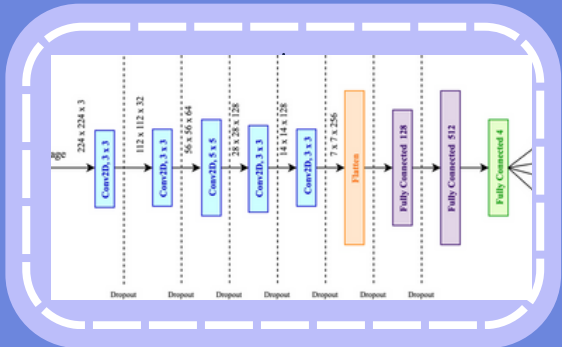 age
224 x 224 x 3
Conv2D, 3 x 3
112 x 112 x 32
Conv2D, 3 x 3
56 x 56 x 64
Conv2D, 5 x 5
28 x 28 x 128
Conv2D, 3 x 3
14 x 14 x 128
Conv2D, 3 x 3
7 x 7 x 256
Flatten
Fully Connected 128
Fully Connected 512
Fully Connected 4
Dropout
Dropout
Dropout
Dropout
Dropout
Dropout
Dropout